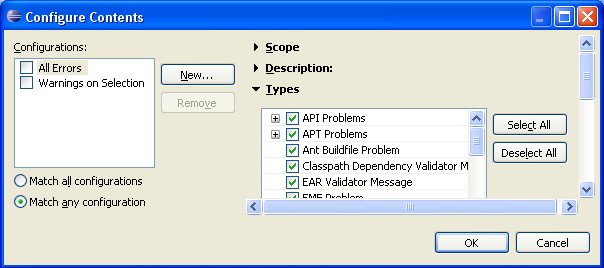 Configure Contents
Configurations:
All Errors
Warnings on Selection
New...
Remove
Match all configurations
Match any configuration
Scope
Description:
Types
API Problems
APT Problems
Ant Buildfile Problem
Classpath Dependency Validator M
EAR Validator Message
EMF Problem
Select All
Deselect All
OK
Cancel